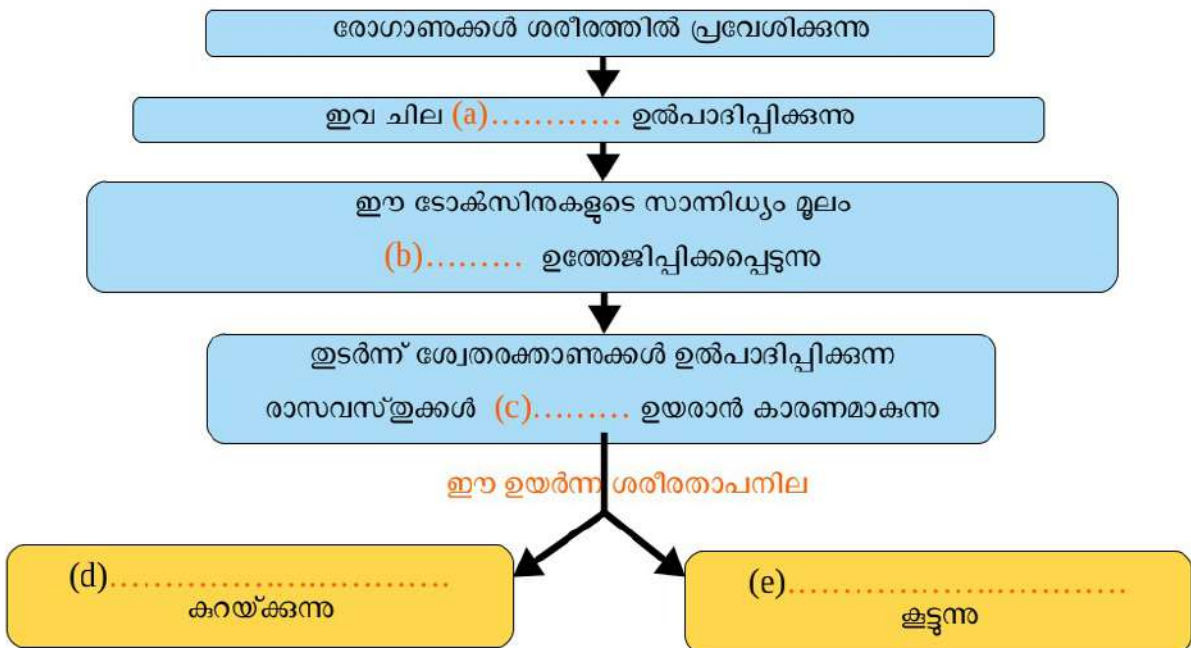 രോഗാണുക്കൾ ശരീരത്തിൽ പ്രവേശിക്കുന്നു
ഇവ ചില (a)............ ഉൽപാദിപ്പിക്കുന്നു
ഈ ടോക്സിനുകളുടെ സാന്നിധ്യം മൂലം
(b)......... ഉത്തേജിപ്പിക്കപ്പെടുന്നു
തുടർന്ന് ശ്വേതരക്താണുക്കൾ ഉൽപാദിപ്പിക്കുന്ന
രാസവസ്തുക്കൾ (c)......... ഉയരാൻ കാരണമാകുന്നു
ഈ ഉയർന്ന ശരീരതാപനില
(d)..................................
കുറയ്ക്കുന്നു
(e)..................................
കൂട്ടുന്നു